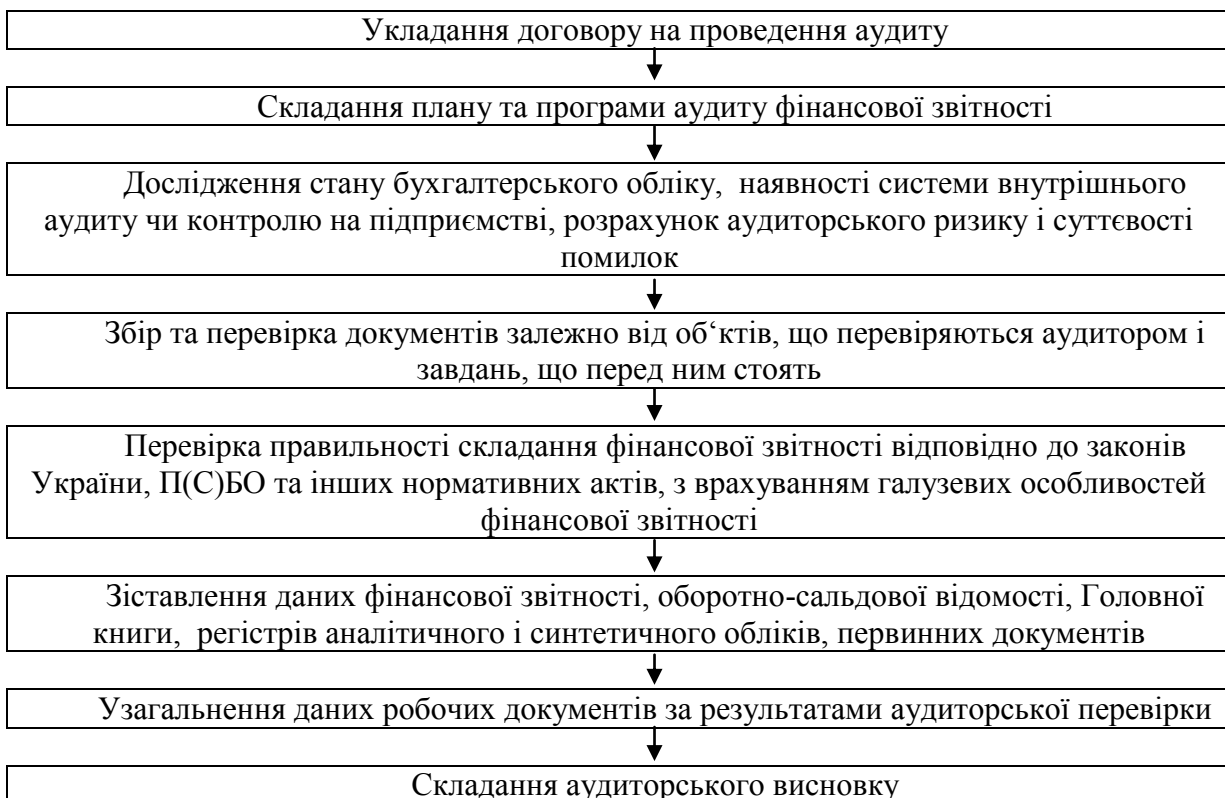 Укладання договору на проведення аудиту
Складання плану та програми аудиту фінансової звітності
Дослідження стану бухгалтерського обліку, наявності системи внутрішнього
аудиту чи контролю на підприємстві, розрахунок аудиторського ризику і суттєвості
помилок
Збір та перевірка документів залежно від об‘ктів, що перевіряються аудитором і
завдань, що перед ним стоять
Перевірка правильності складання фінансової звітності відповідно до законів
України, П(С)БО та інших нормативних актів, з врахуванням галузевих особливостей
фінансової звітності
Зіставлення даних фінансової звітності, оборотно-сальдової відомості, Головної
книги, регістрів аналітичного і синтетичного обліків, первинних документів
Узагальнення даних робочих документів за результатами аудиторської перевірки
Складання аудиторського висновку